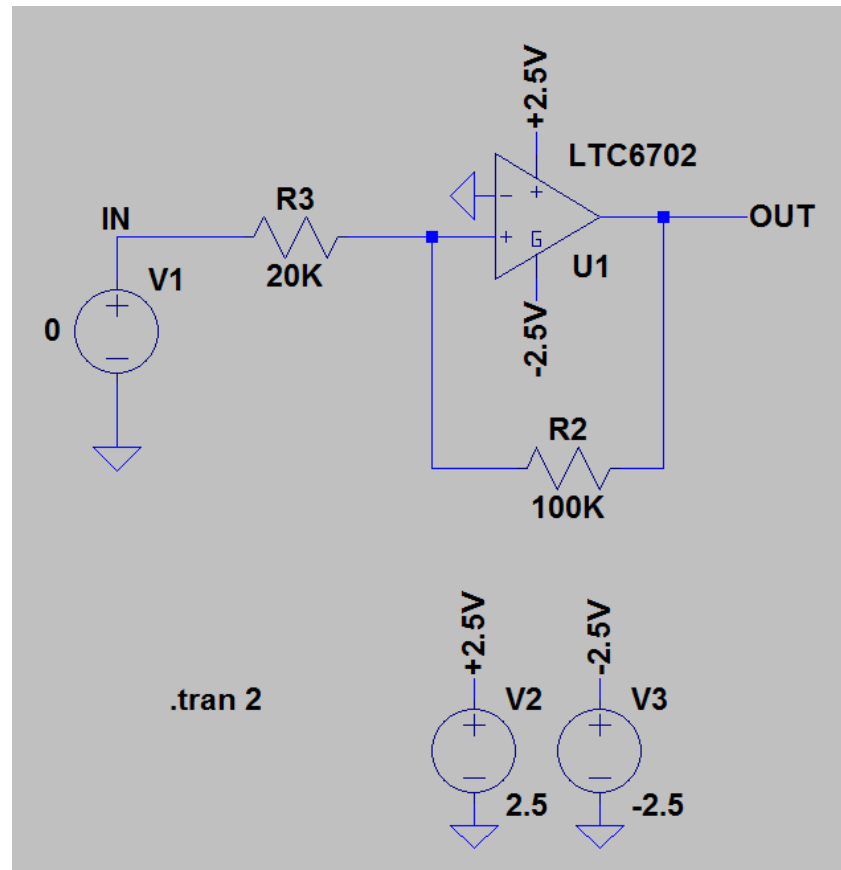 +2.5V
LTC6702
IN
R3
20K
V1
0
-
+
+
G
U1
OUT
-2.5V
R2
100K
.tran 2
+2.5V
V2
2.5
-2.5V
V3
-2.5